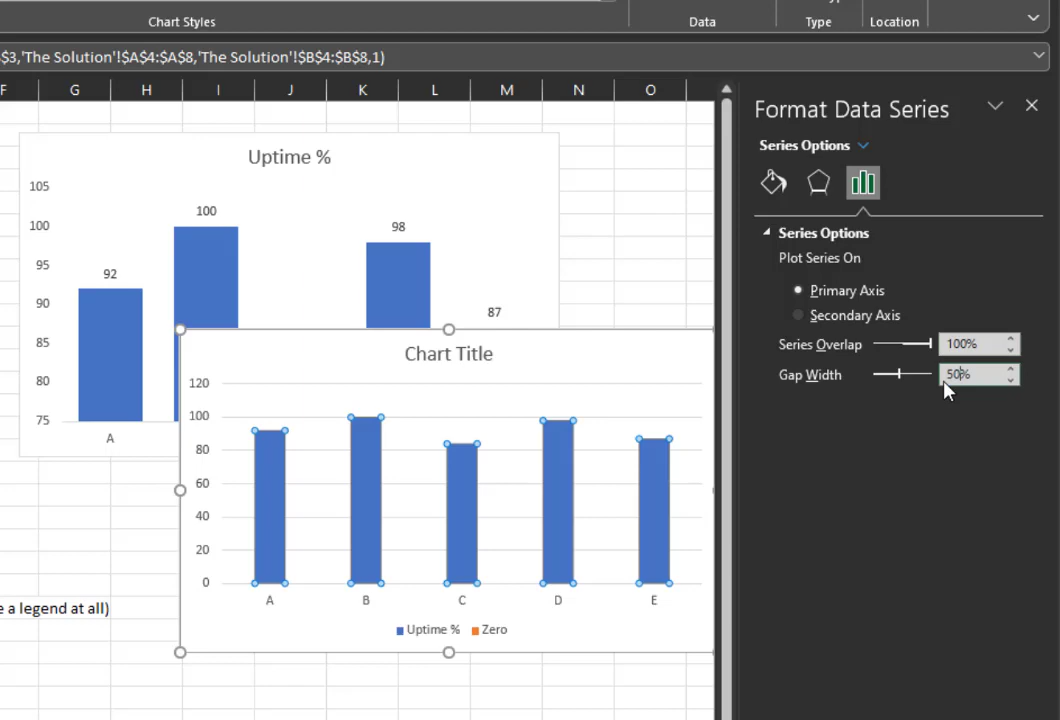 Chart Styles
Data
Type
Location
$3,'The Solution'!$A$4:$A$8,'The Solution'!$B$4:$B$8,1)
F G H I J K L M N O
Format Data Series
Series Options
Series Options
Plot Series On
Primary Axis
Secondary Axis
Series Overlap 100%
Gap Width 50%
Uptime %
105
100
95
90
85
80
75
92
100
98
87
A
Chart Title
120
100
80
60
40
20
0
A B C D E
Uptime % Zero
e a legend at all)